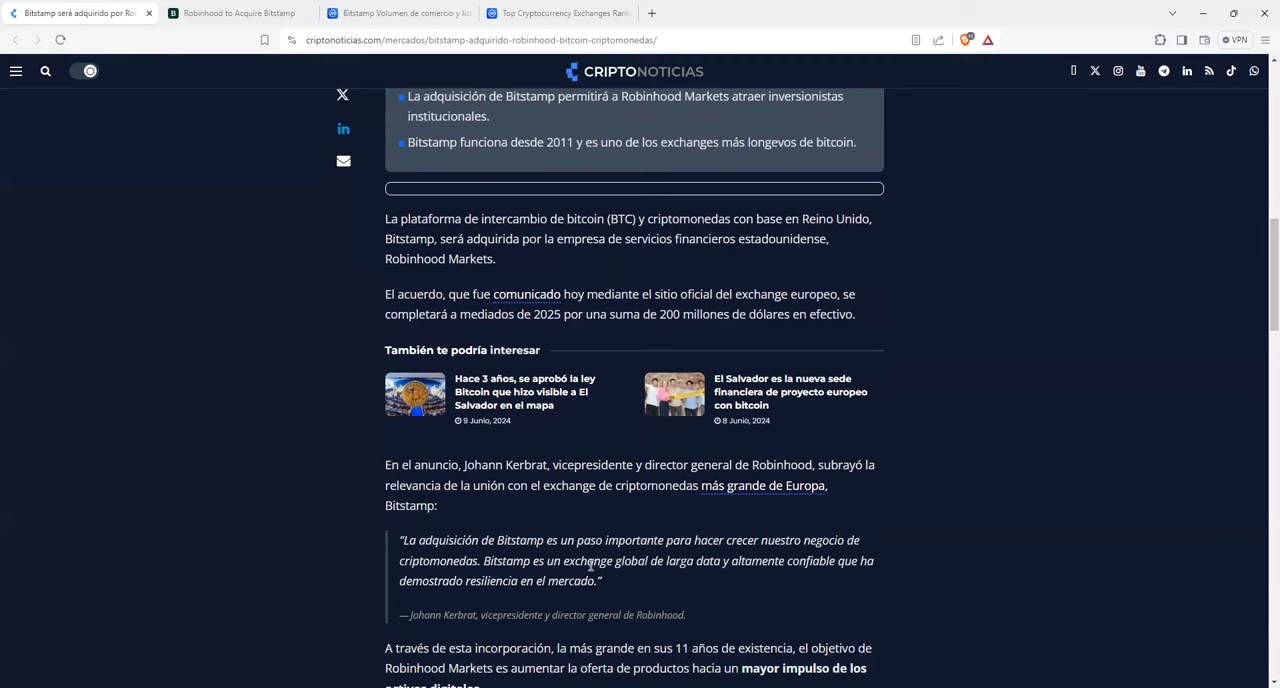 Bitstamp será adquirido por Rob
Robinhood to Acquire Bitstamp
Bitstamp Volumen de comercio y list
Top Cryptocurrency Exchanges Rank
criptonoticias.com/mercados/bitstamp-adquirido-robinhood-bitcoin-criptomonedas/
VPN
CRIPTONOTICIAS
La adquisición de Bitstamp permitirá a Robinhood Markets atraer inversionistas
institucionales.
Bitstamp funciona desde 2011 y es uno de los exchanges más longevos de bitcoin.
La plataforma de intercambio de bitcoin (BTC) y criptomonedas con base en Reino Unido,
Bitstamp, será adquirida por la empresa de servicios financieros estadounidense,
Robinhood Markets.
El acuerdo, que fue comunicado hoy mediante el sitio oficial del exchange europeo, se
completará a mediados de 2025 por una suma de 200 millones de dólares en efectivo.
También te podría interesar
Hace 3 años, se aprobó la ley
Bitcoin que hizo visible a El
Salvador en el mapa
9 Junio, 2024
El Salvador es la nueva sede
financiera de proyecto europeo
con bitcoin
8 Junio, 2024
En el anuncio, Johann Kerbrat, vicepresidente y director general de Robinhood, subrayó la
relevancia de la unión con el exchange de criptomonedas más grande de Europa,
Bitstamp:
“La adquisición de Bitstamp es un paso importante para hacer crecer nuestro negocio de
criptomonedas. Bitstamp es un exchange global de larga data y altamente confiable que ha
demostrado resiliencia en el mercado.”
— Johann Kerbrat, vicepresidente y director general de Robinhood.
A través de esta incorporación, la más grande en sus 11 años de existencia, el objetivo de
Robinhood Markets es aumentar la oferta de productos hacia un mayor impulso de los
activos digitales